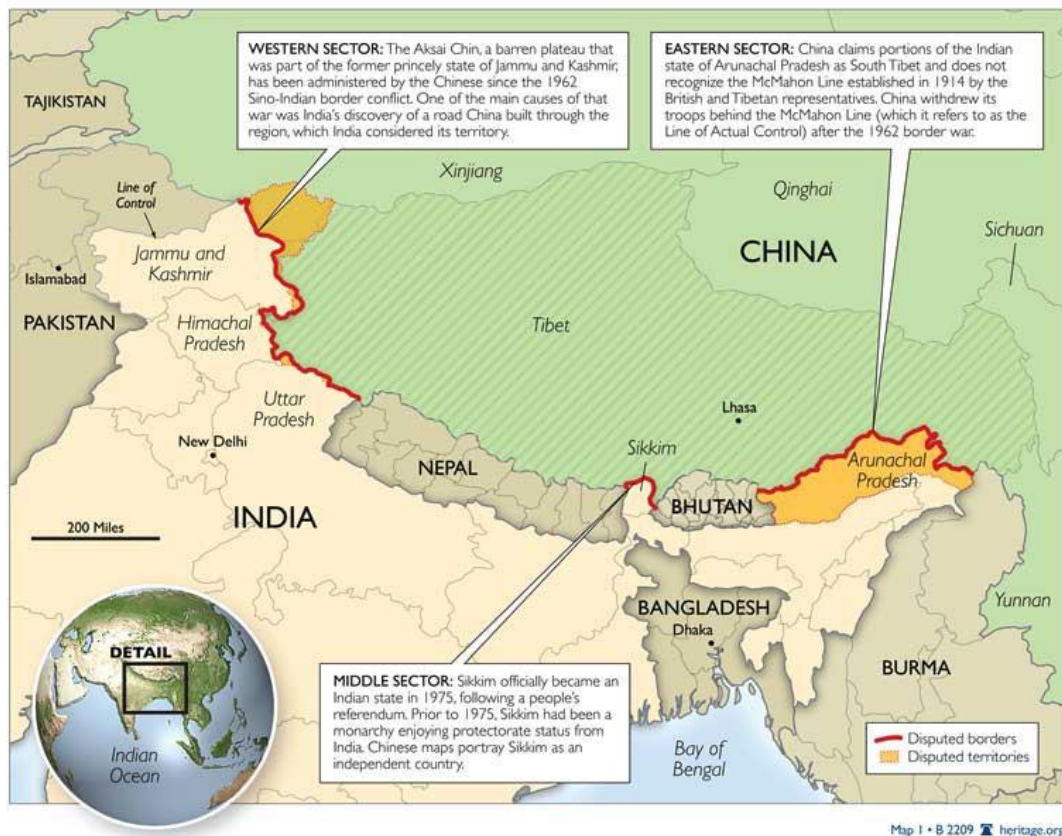 WESTERN SECTOR: The Aksai Chin, a barren plateau that
was part of the former princely state of Jammu and Kashmir,
has been administered by the Chinese since the 1962
Sino-Indian border conflict. One of the main causes of that
war was India's discovery of a road China built through the
region, which India considered its territory.
EASTERN SECTOR: China claims portions of the Indian
state of Arunachal Pradesh as South Tibet and does not
recognize the McMahon Line established in 1914 by the
British and Tibetan representatives. China withdrew its
troops behind the McMahon Line (which it refers to as the
Line of Actual Control) after the 1962 border war.
TAJIKISTAN
Xinjiang
Qinghai
Line of
Control
Sichuan
CHINA
Jammu and
Kashmir
Islamabad
PAKISTAN
Himachal
Pradesh
Tibet
Uttar
Pradesh
Lhasa
New Delhi
Sikkim
NEPAL
Arunachal
Pradesh
BHUTAN
INDIA
200 Miles
Yunnan
BANGLADESH
Dhaka
BURMA
DETAIL
Indian
Ocean
MIDDLE SECTOR: Sikkim officially became an
Indian state in 1975, following a people's
referendum. Prior to 1975, Sikkim had been a
monarchy enjoying protectorate status from
India. Chinese maps portray Sikkim as an
independent country.
Bay of
Bengal
Disputed borders
Disputed territories
Map 1 • B 2209 heritage.org